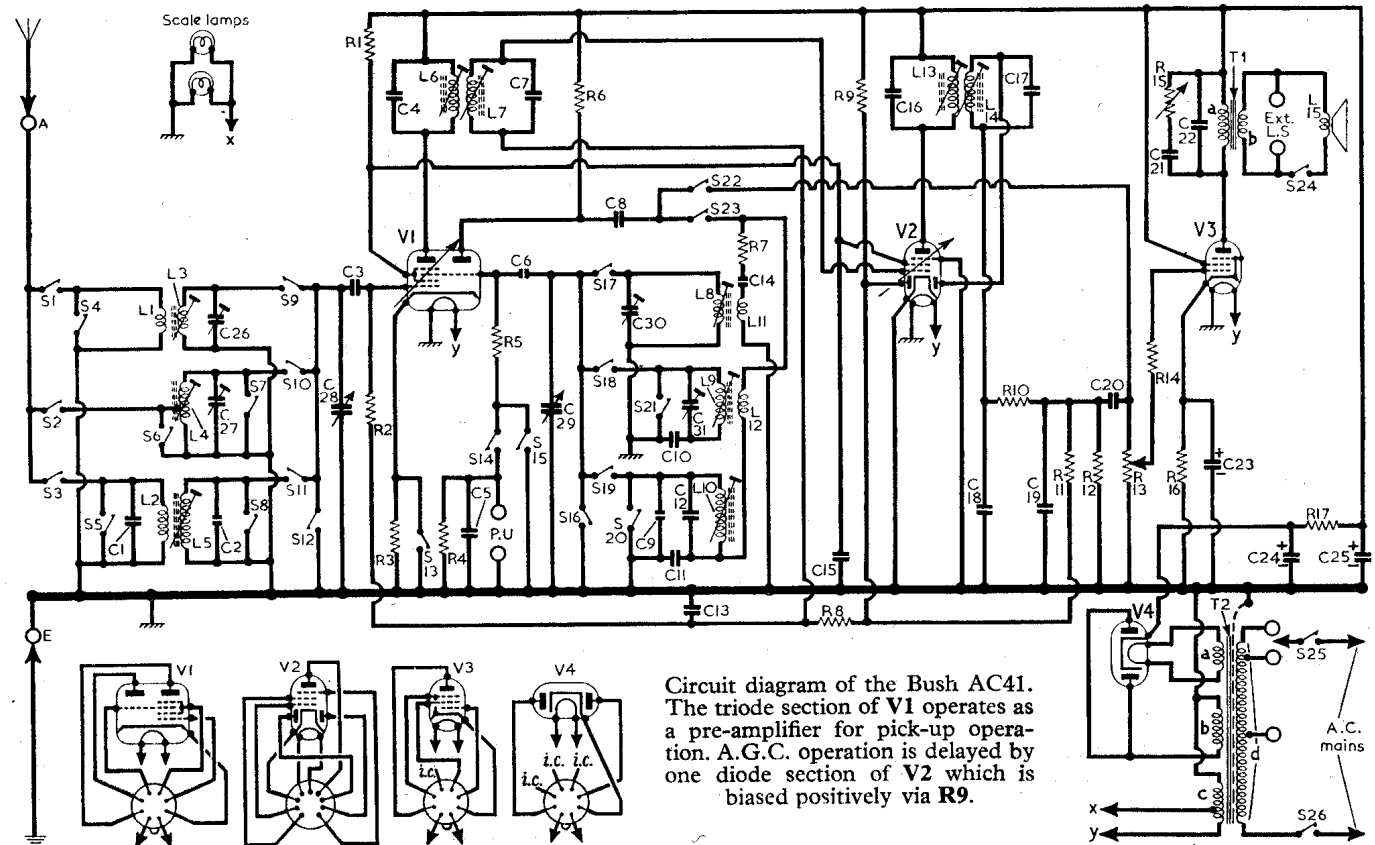 Scale lamps
x
A
E
R1
C4
L6
L7
C7
R6
R9
C16
L13
L14
C17
R15
C21
C22
T1
a
b
Ext. L.S
L15
S24
S22
S23
C8
V1
V2
V3
y
y
y
S1
S4
L1
L3
C26
S9
C3
C6
S17
C30
L8
R7
C14
L11
S2
S6
L4
C27
S7
S10
C28
R2
R5
C29
S18
S21
C31
L9
L12
C10
S14
S15
S3
S5
C1
L2
L5
C2
S8
S11
S12
R3
S13
R4
C5
P.U
S16
S19
S20
C9
C12
L10
C11
C15
C18
R10
C19
R11
R12
C20
R13
R14
R16
C23
R17
C24
C25
C13
R8
V4
T2
a
b
c
d
S25
A.C. mains
S26
x
y
V1
V2
V3
V4
i.c.
i.c.
i.c.
i.c.
Circuit diagram of the Bush AC41.
The triode section of V1 operates as
a pre-amplifier for pick-up opera-
tion. A.G.C. operation is delayed by
one diode section of V2 which is
biased positively via R9.